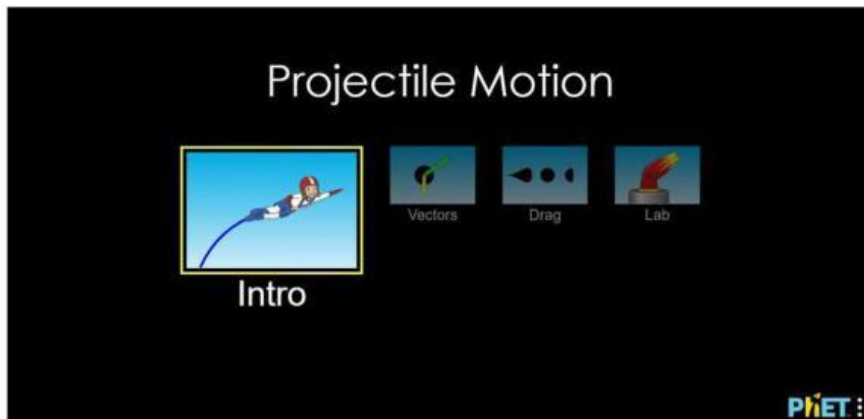 Projectile Motion
Vectors
Drag
Lab
Intro
PhET